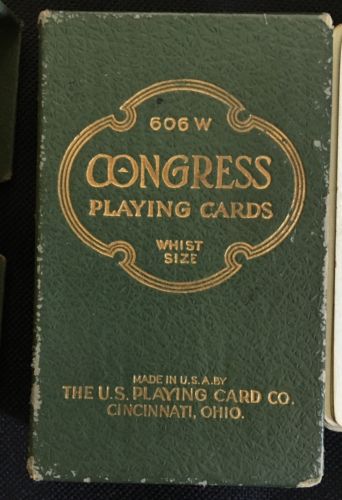 606 W
CONGRESS
PLAYING CARDS
WHIST
SIZE
MADE IN U.S.A. BY
THE U.S. PLAYING CARD CO.
CINCINNATI, OHIO.